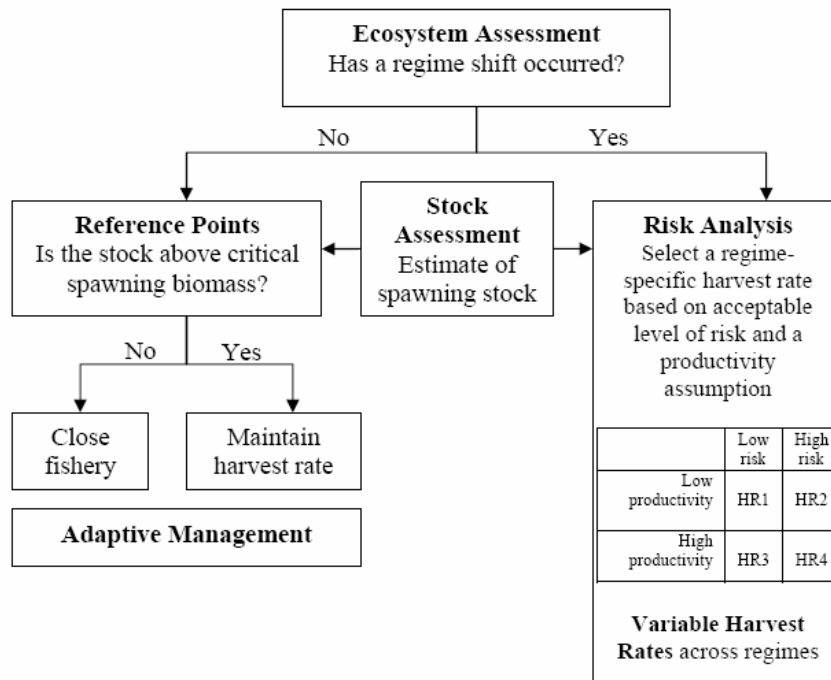 Ecosystem Assessment
Has a regime shift occurred?
No
Yes
Reference Points
Is the stock above critical
spawning biomass?
Stock
Assessment
Estimate of
spawning stock
Risk Analysis
Select a regime-
specific harvest rate
based on acceptable
level of risk and a
productivity
assumption
No
Yes
Close
fishery
Maintain
harvest rate
Adaptive Management
Low
risk
High
risk
Low
productivity
HR1
HR2
High
productivity
HR3
HR4
Variable Harvest
Rates across regimes